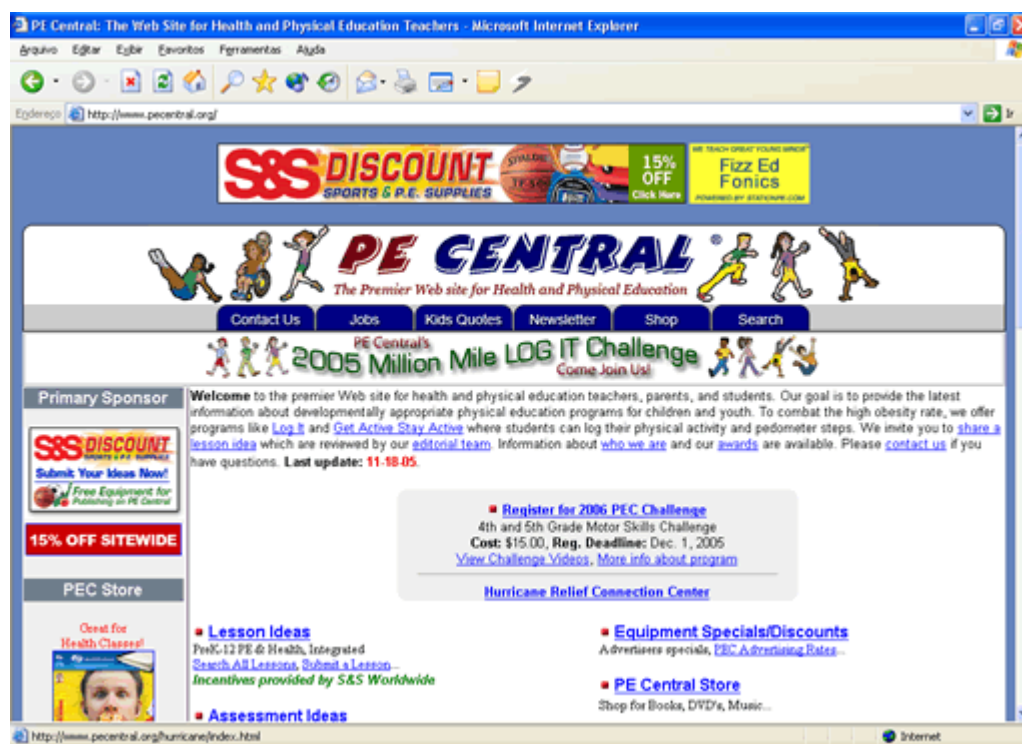 PE Central: The Web Site for Health and Physical Education Teachers - Microsoft Internet Explorer
Arquivo Editar Exibir Favoritos Ferramentas Ajuda
Endereço http://www.pecentral.org/ Ir
S&S DISCOUNT
SPORTS & P.E. SUPPLIES
SPALDING
15% OFF
Click Here
WE TEACH GREAT YOUNG MINDS
Fizz Ed
Fonics
POWERED BY STATIONPE.COM
PE CENTRAL®
The Premier Web site for Health and Physical Education
Contact Us Jobs Kids Quotes Newsletter Shop Search
PE Central's
2005 Million Mile LOG IT Challenge
Come Join Us!
Primary Sponsor
S&S DISCOUNT
SPORTS & P.E. SUPPLIES
Submit Your Ideas Now!
Free Equipment for
Publishing on PE Central
15% OFF SITEWIDE
PEC Store
Great for
Health Classes!
Welcome to the premier Web site for health and physical education teachers, parents, and students. Our goal is to provide the latest
information about developmentally appropriate physical education programs for children and youth. To combat the high obesity rate, we offer
programs like Log It and Get Active Stay Active where students can log their physical activity and pedometer steps. We invite you to share a
lesson idea which are reviewed by our editorial team. Information about who we are and our awards are available. Please contact us if you
have questions. Last update: 11-18-05.
Register for 2006 PEC Challenge
4th and 5th Grade Motor Skills Challenge
Cost: $15.00, Reg. Deadline: Dec. 1, 2005
View Challenge Videos, More info about program
Hurricane Relief Connection Center
Lesson Ideas
PreK-12 PE & Health, Integrated
Search All Lessons, Submit a Lesson...
Incentives provided by S&S Worldwide
Assessment Ideas
Equipment Specials/Discounts
Advertisers specials, PEC Advertising Rates...
PE Central Store
Shop for Books, DVD's, Music...
http://www.pecentral.org/hurricane/index.html
Internet